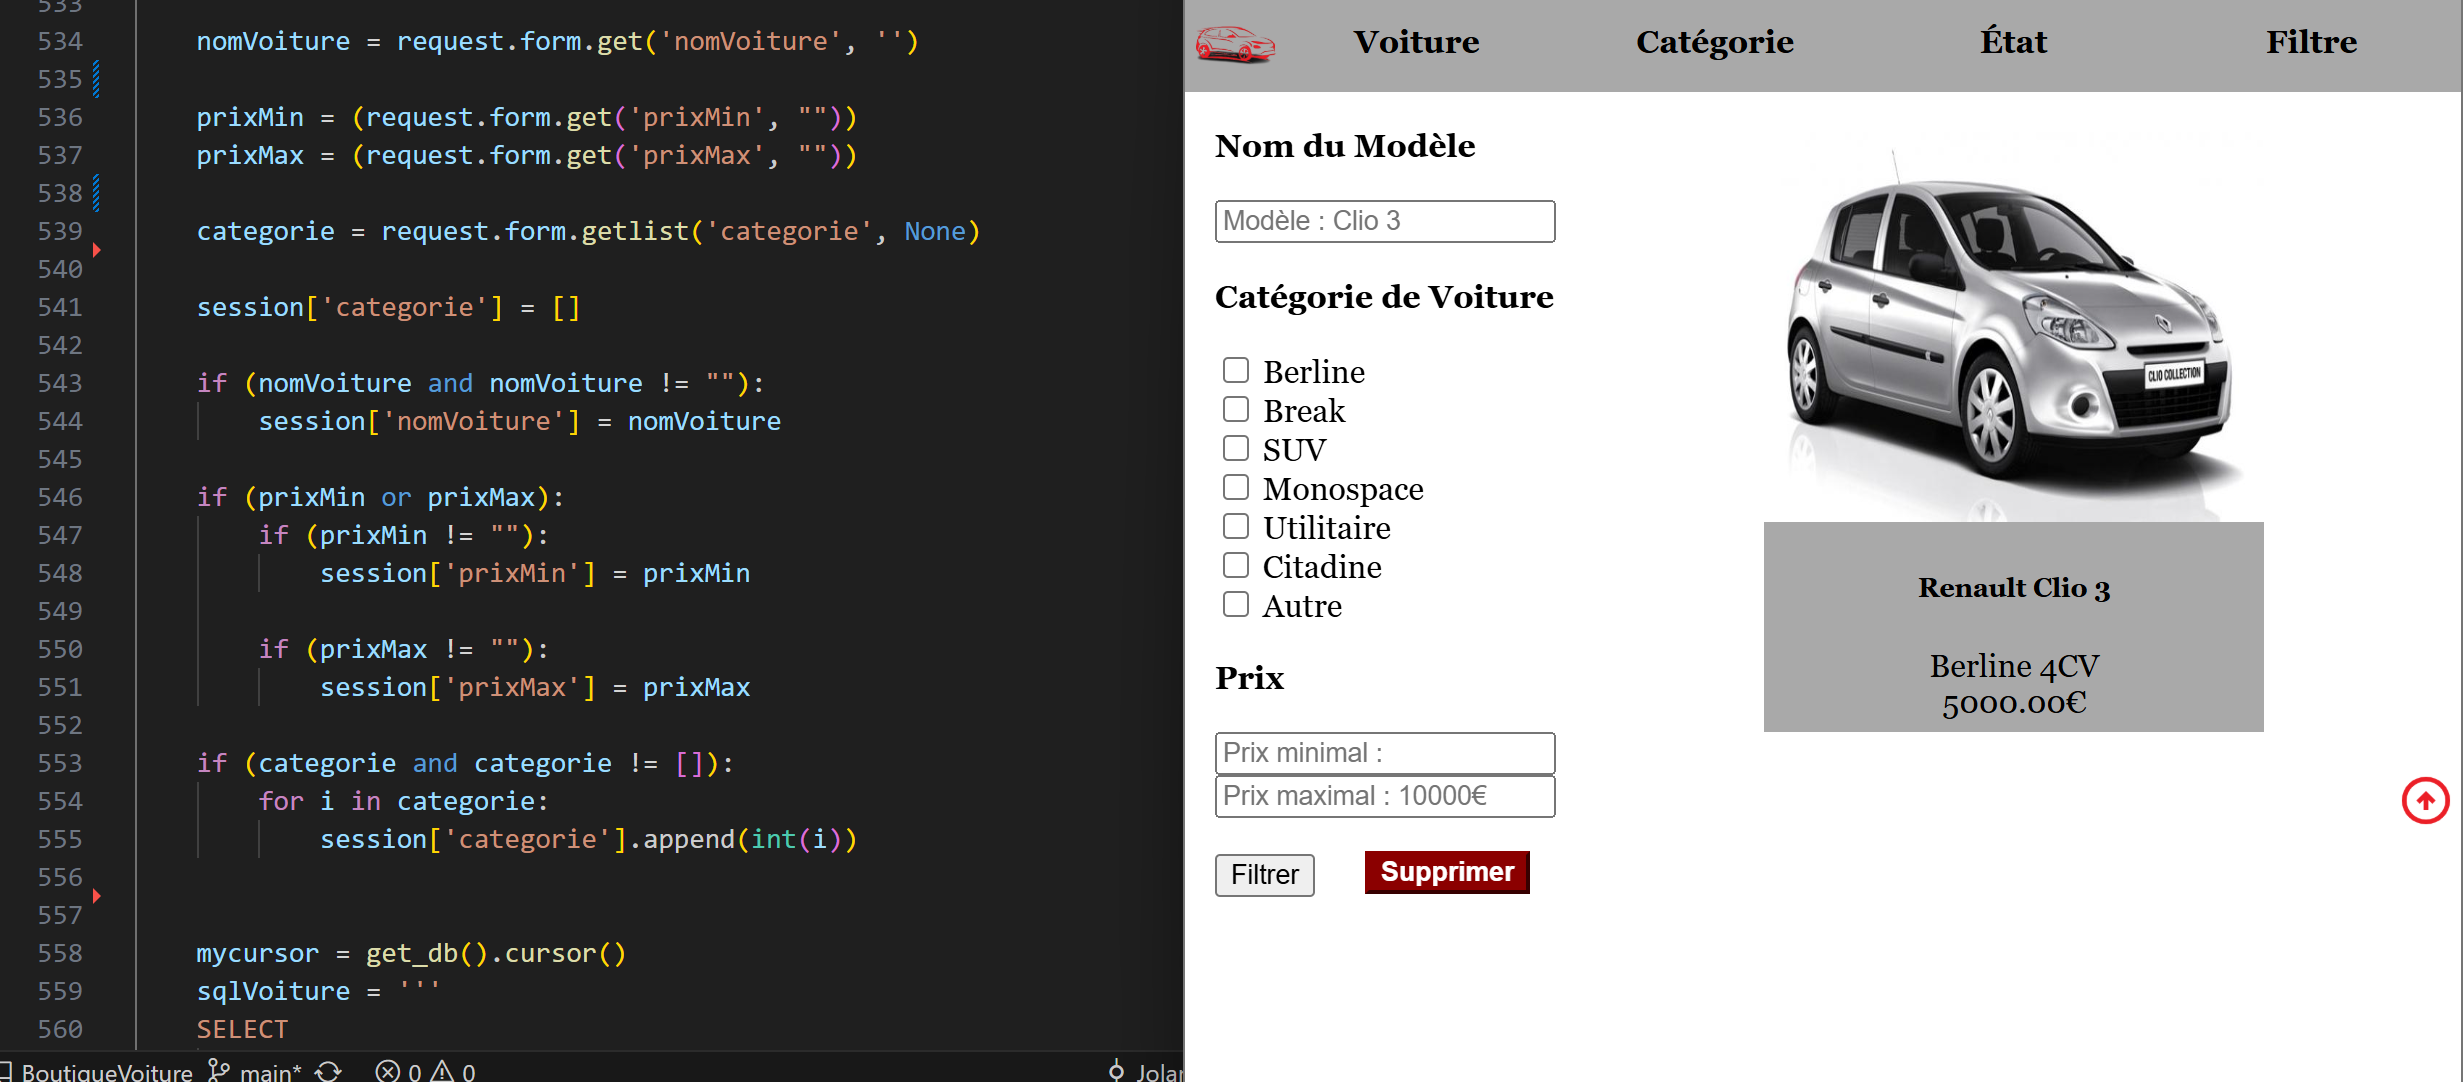 533
534 nomVoiture = request.form.get('nomVoiture', '')
535
536 prixMin = (request.form.get('prixMin', ""))
537 prixMax = (request.form.get('prixMax', ""))
538
539 categorie = request.form.getlist('categorie', None)
540
541 session['categorie'] = []
542
543 if (nomVoiture and nomVoiture != ""):
544 session['nomVoiture'] = nomVoiture
545
546 if (prixMin or prixMax):
547 if (prixMin != ""):
548 session['prixMin'] = prixMin
549
550 if (prixMax != ""):
551 session['prixMax'] = prixMax
552
553 if (categorie and categorie != []):
554 for i in categorie:
555 session['categorie'].append(int(i))
556
557
558 mycursor = get_db().cursor()
559 sqlVoiture = '''
560 SELECT
BoutiqueVoiture main* 0 0 Jolan
Voiture Catégorie État Filtre
Nom du Modèle
Modèle : Clio 3
Catégorie de Voiture
Berline
Break
SUV
Monospace
Utilitaire
Citadine
Autre
Prix
Prix minimal :
Prix maximal : 10000€
Filtrer Supprimer
CLIO COLLECTION
Renault Clio 3
Berline 4CV
5000.00€